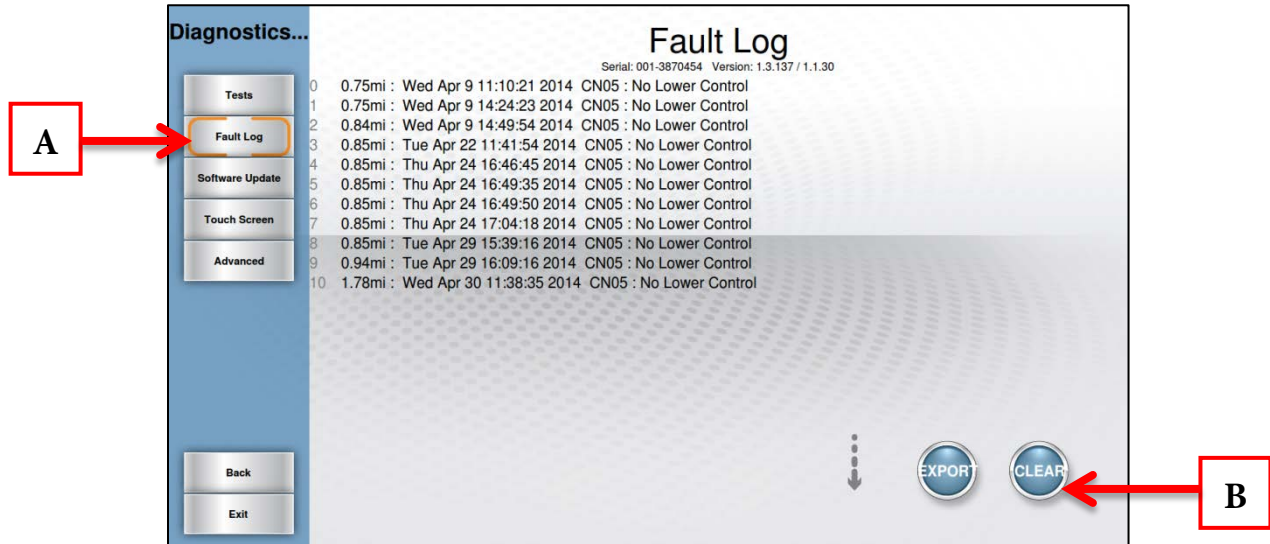 Diagnostics...
Fault Log
Serial: 001-3870454 Version: 1.3.137 / 1.1.30
Tests
Fault Log
Software Update
Touch Screen
Advanced
0 0.75mi : Wed Apr 9 11:10:21 2014 CN05 : No Lower Control
1 0.75mi : Wed Apr 9 14:24:23 2014 CN05 : No Lower Control
2 0.84mi : Wed Apr 9 14:49:54 2014 CN05 : No Lower Control
3 0.85mi : Tue Apr 22 11:41:54 2014 CN05 : No Lower Control
4 0.85mi : Thu Apr 24 16:46:45 2014 CN05 : No Lower Control
5 0.85mi : Thu Apr 24 16:49:35 2014 CN05 : No Lower Control
6 0.85mi : Thu Apr 24 16:49:50 2014 CN05 : No Lower Control
7 0.85mi : Thu Apr 24 17:04:18 2014 CN05 : No Lower Control
8 0.85mi : Tue Apr 29 15:39:16 2014 CN05 : No Lower Control
9 0.94mi : Tue Apr 29 16:09:16 2014 CN05 : No Lower Control
10 1.78mi : Wed Apr 30 11:38:35 2014 CN05 : No Lower Control
A
Back
Exit
EXPORT
CLEAR
B